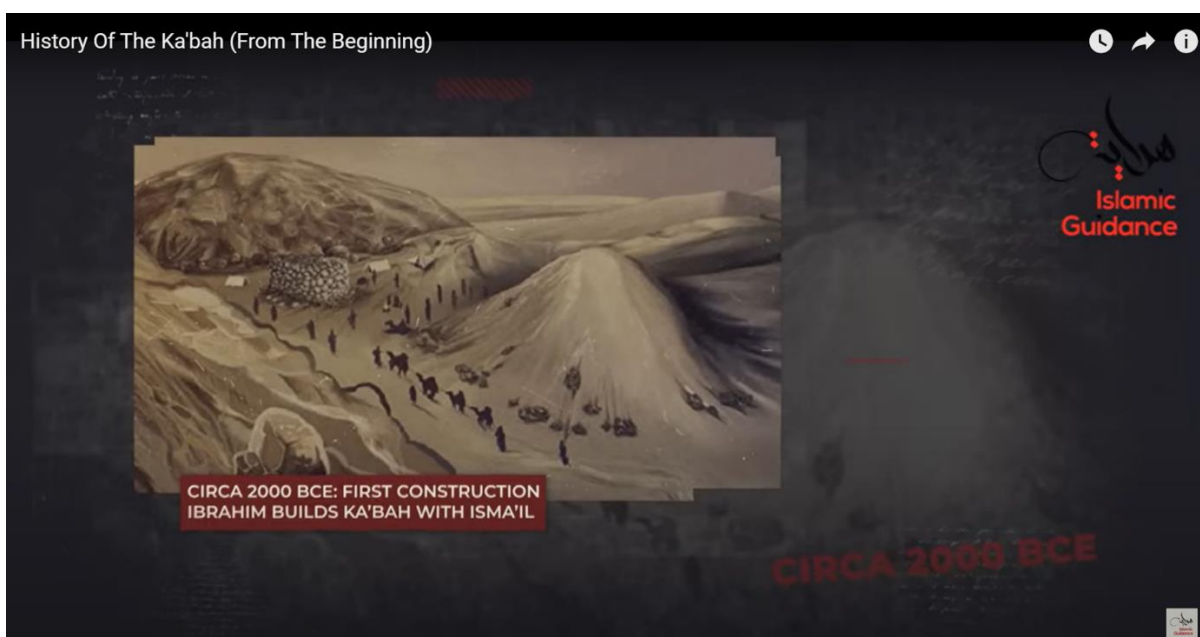 History Of The Ka'bah (From The Beginning)
هداية
Islamic
Guidance
CIRCA 2000 BCE: FIRST CONSTRUCTION
IBRAHIM BUILDS KA'BAH WITH ISMA'IL
CIRCA 2000 BCE